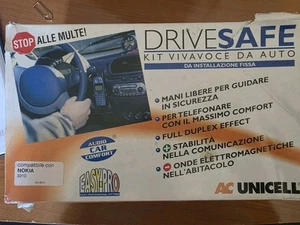 STOP ALLE MULTE!
DRIVESAFE
KIT VIVAVOCE DA AUTO
DA INSTALLAZIONE FISSA
• MANI LIBERE PER GUIDARE
IN SICUREZZA
• PER TELEFONARE
CON IL MASSIMO COMFORT
• FULL DUPLEX EFFECT
• + STABILITÀ
NELLA COMUNICAZIONE
• - ONDE ELETTROMAGNETICHE
NELL'ABITACOLO
AUDIO
CAR
COMFORT
EASY-PRO
compatibile con
NOKIA
AC UNICELL